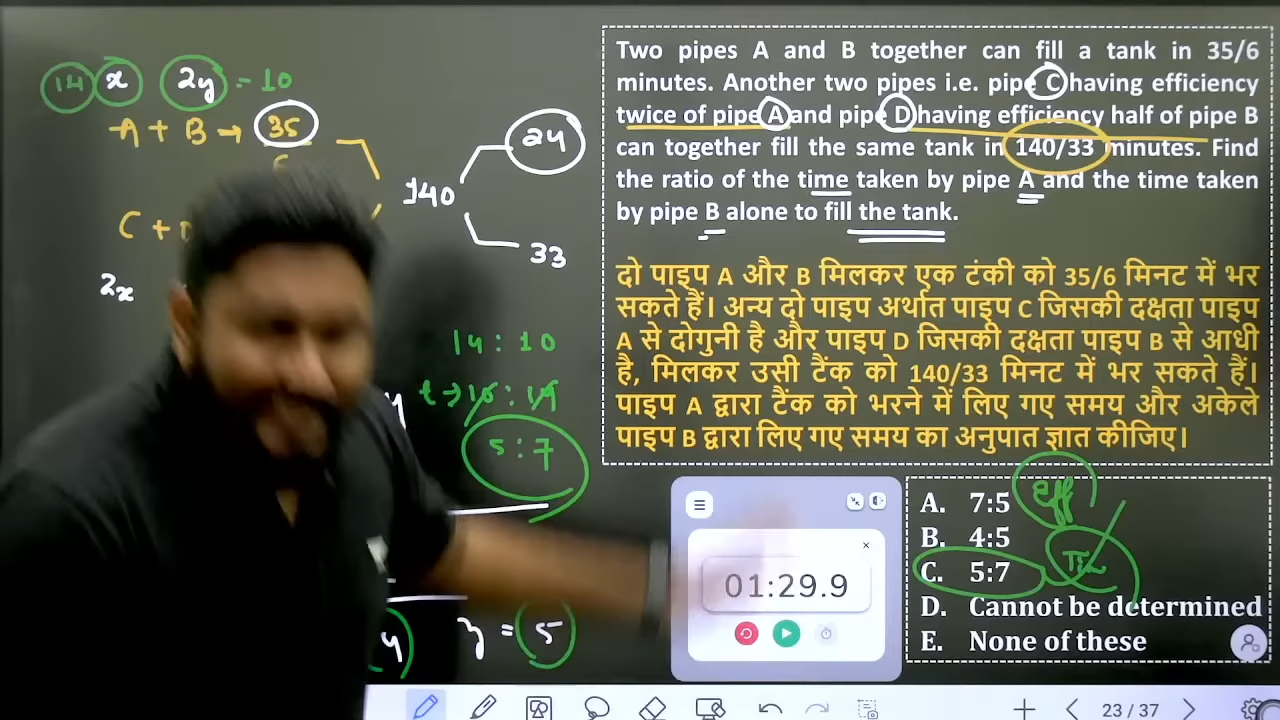 14 x 2y = 10
A + B → 35
C +
2x
140
24
33
14 : 10
5 : 7
y
= 5
Two pipes A and B together can fill a tank in 35/6
minutes. Another two pipes i.e. pipe C having efficiency
twice of pipe A and pipe D having efficiency half of pipe B
can together fill the same tank in 140/33 minutes. Find
the ratio of the time taken by pipe A and the time taken
by pipe B alone to fill the tank.
दो पाइप A और B मिलकर एक टंकी को 35/6 मिनट में भर
सकते हैं। अन्य दो पाइप अर्थात पाइप C जिसकी दक्षता पाइप
A से दोगुनी है और पाइप D जिसकी दक्षता पाइप B से आधी
है, मिलकर उसी टैंक को 140/33 मिनट में भर सकते हैं।
पाइप A द्वारा टैंक को भरने में लिए गए समय और अकेले
पाइप B द्वारा लिए गए समय का अनुपात ज्ञात कीजिए।
01:29.9
A. 7:5
B. 4:5
C. 5:7
D. Cannot be determined
E. None of these
eff
23 / 37